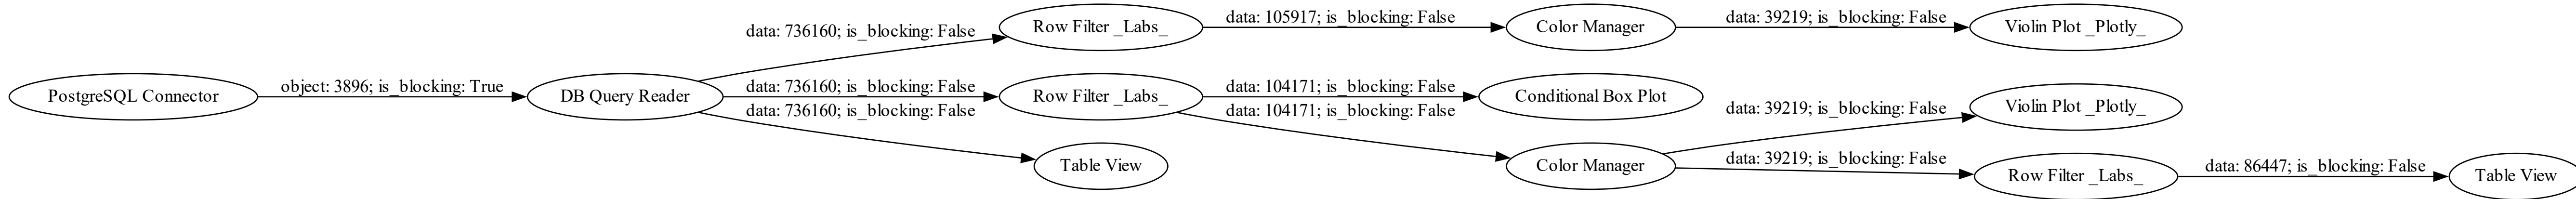 data: 736160; is_blocking: False
Row Filter _Labs_
data: 105917; is_blocking: False
Color Manager
data: 39219; is_blocking: False
Violin Plot _Plotly_
PostgreSQL Connector
object: 3896; is_blocking: True
DB Query Reader
data: 736160; is_blocking: False
Row Filter _Labs_
data: 104171; is_blocking: False
Conditional Box Plot
data: 736160; is_blocking: False
Table View
data: 104171; is_blocking: False
Color Manager
data: 39219; is_blocking: False
Violin Plot _Plotly_
data: 39219; is_blocking: False
Row Filter _Labs_
data: 86447; is_blocking: False
Table View